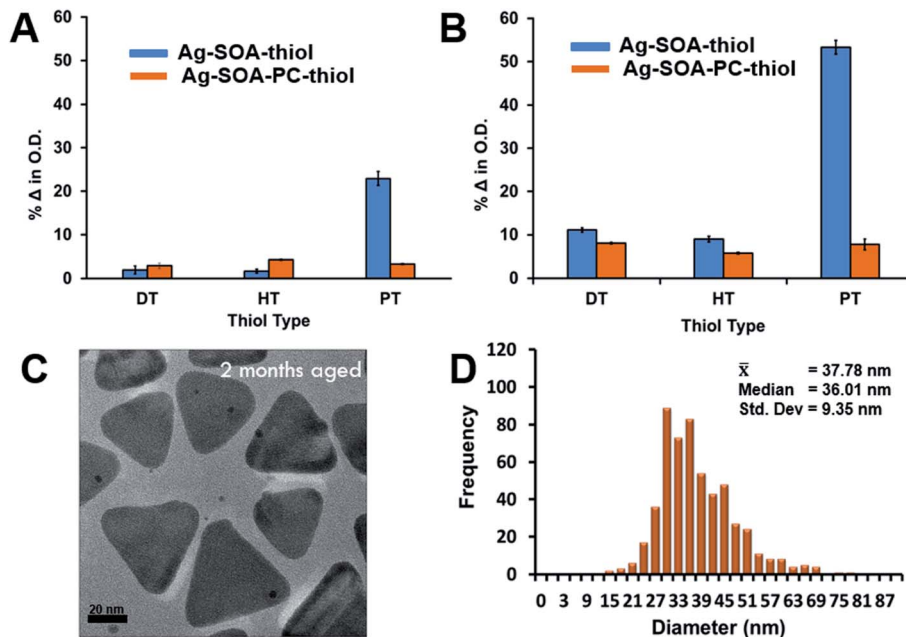 A
60
50
40
30
20
10
0
% Δ in O.D.
Ag-SOA-thiol
Ag-SOA-PC-thiol
DT HT PT
Thiol Type
B
60
50
40
30
20
10
0
% Δ in O.D.
Ag-SOA-thiol
Ag-SOA-PC-thiol
DT HT PT
Thiol Type
C
2 months aged
20 nm
D
120
100
80
60
40
20
0
Frequency
x̅ = 37.78 nm
Median = 36.01 nm
Std. Dev = 9.35 nm
0 3 9 15 21 27 33 39 45 51 57 63 69 75 81 87
Diameter (nm)